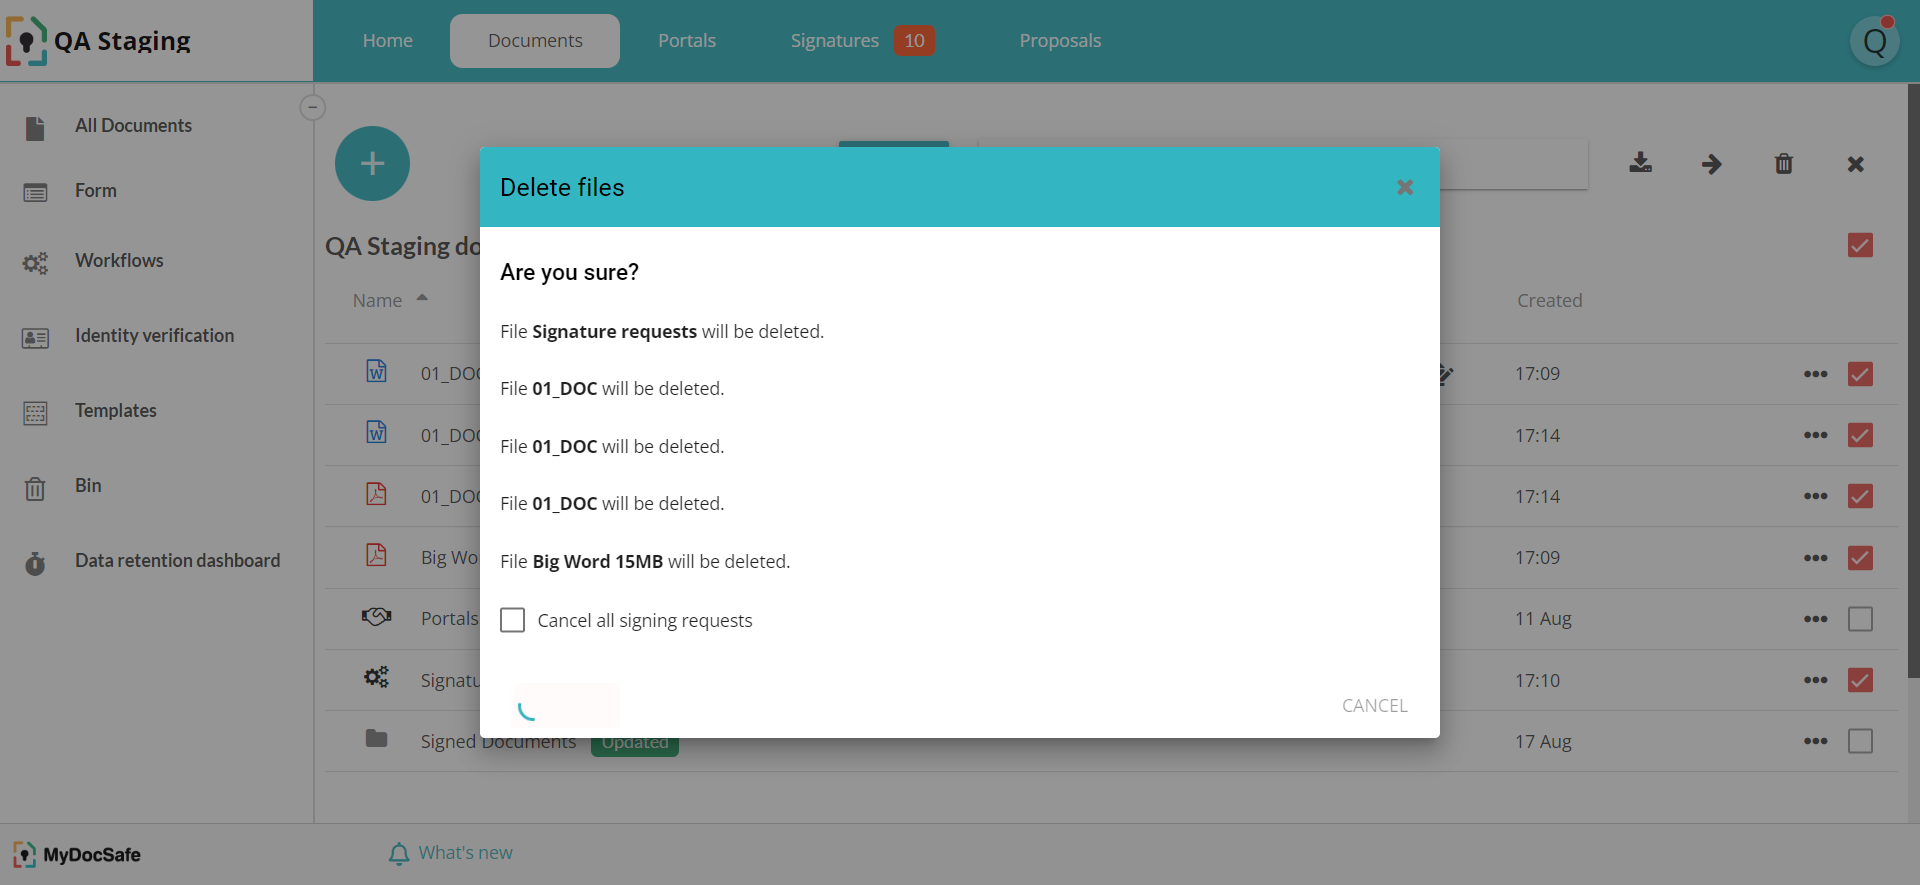 QA Staging
Home
Documents
Portals
Signatures 10
Proposals
Q
All Documents
Form
Workflows
Identity verification
Templates
Bin
Data retention dashboard
QA Staging do
Name
Created
01_DOC
17:09
01_DOC
17:14
01_DOC
17:14
Big Wo
17:09
Portals
11 Aug
Signatu
17:10
Signed Documents Updated
17 Aug
Delete files
Are you sure?
File Signature requests will be deleted.
File 01_DOC will be deleted.
File 01_DOC will be deleted.
File 01_DOC will be deleted.
File Big Word 15MB will be deleted.
Cancel all signing requests
CANCEL
MyDocSafe
What's new